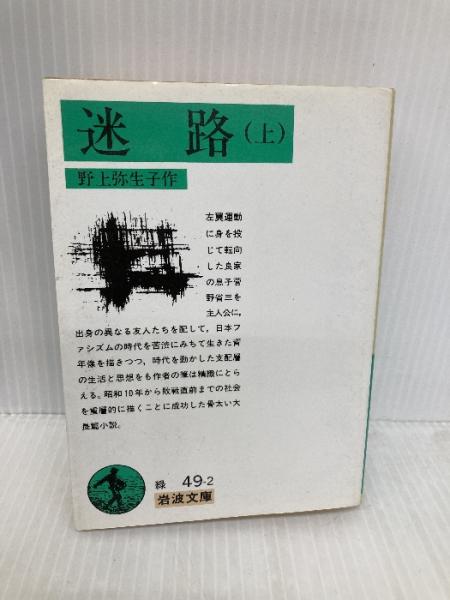 迷路(上)
野上弥生子作
左翼運動
に身を投
じて転向
した良家
の息子菅
野省三を
主人公に,
出身の異なる友人たちを配して,日本フ
ァシズムの時代を苦渋にみちて生きた青
年像を描きつつ,時代を動かした支配層
の生活と思想をも作者の筆は精緻にとら
える。昭和10年から敗戦直前までの社会
を重層的に描くことに成功した骨太い大
長篇小説。
緑 49-2
岩波文庫